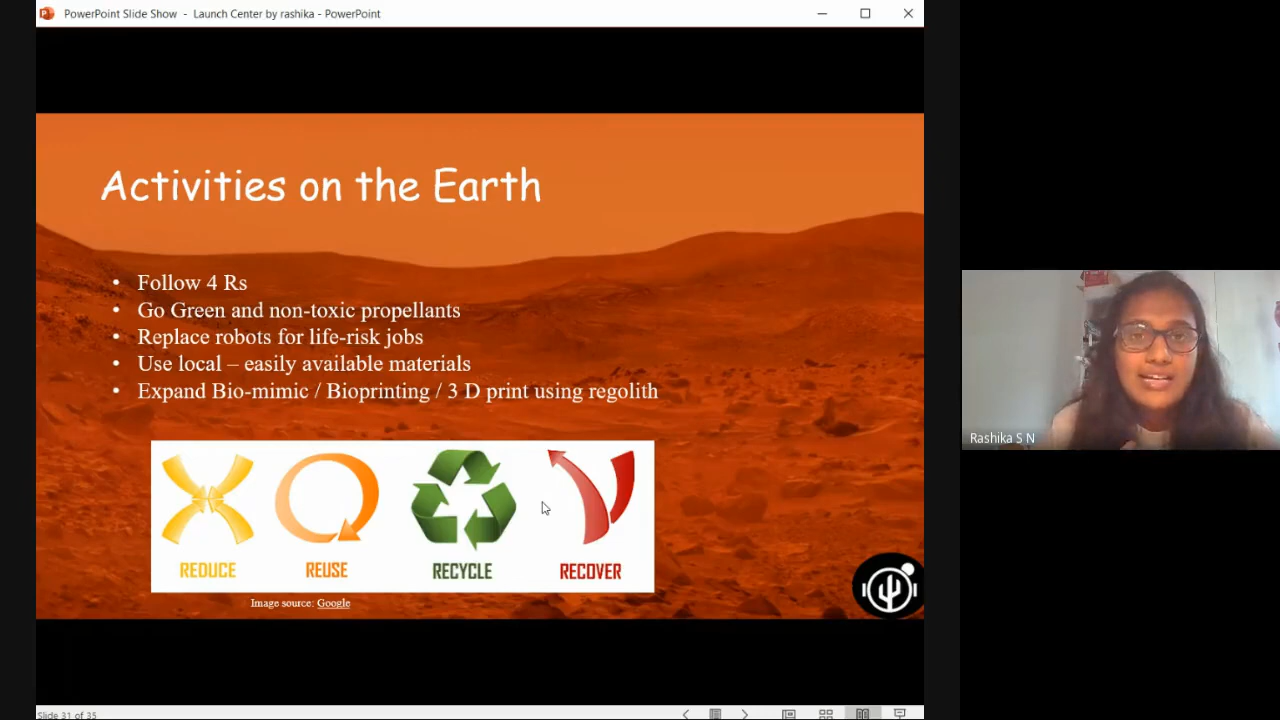 PowerPoint Slide Show - Launch Center by rashika - PowerPoint
Activities on the Earth
• Follow 4 Rs
• Go Green and non-toxic propellants
• Replace robots for life-risk jobs
• Use local – easily available materials
• Expand Bio-mimic / Bioprinting / 3 D print using regolith
REDUCE REUSE RECYCLE RECOVER
Image source: Google
Rashika S N
Slide 31 of 35